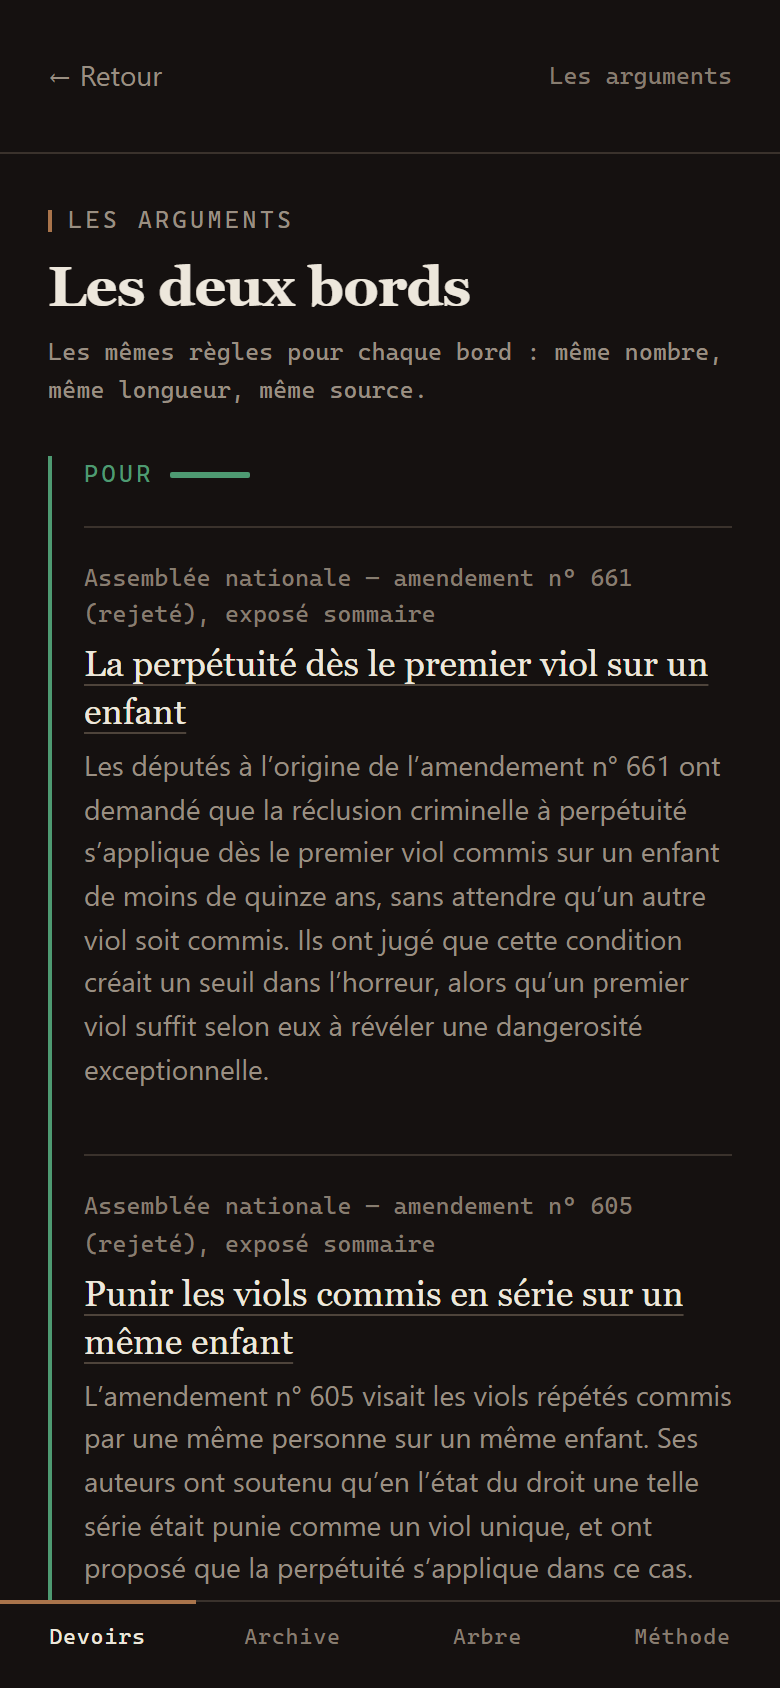 ← Retour
Les arguments
LES ARGUMENTS
Les deux bords
Les mêmes règles pour chaque bord : même nombre,
même longueur, même source.
POUR
Assemblée nationale — amendement n° 661
(rejeté), exposé sommaire
La perpétuité dès le premier viol sur un
enfant
Les députés à l’origine de l’amendement n° 661 ont
demandé que la réclusion criminelle à perpétuité
s’applique dès le premier viol commis sur un enfant
de moins de quinze ans, sans attendre qu’un autre
viol soit commis. Ils ont jugé que cette condition
créait un seuil dans l’horreur, alors qu’un premier
viol suffit selon eux à révéler une dangerosité
exceptionnelle.
Assemblée nationale — amendement n° 605
(rejeté), exposé sommaire
Punir les viols commis en série sur un
même enfant
L’amendement n° 605 visait les viols répétés commis
par une même personne sur un même enfant. Ses
auteurs ont soutenu qu’en l’état du droit une telle
série était punie comme un viol unique, et ont
proposé que la perpétuité s’applique dans ce cas.
Devoirs
Archive
Arbre
Méthode